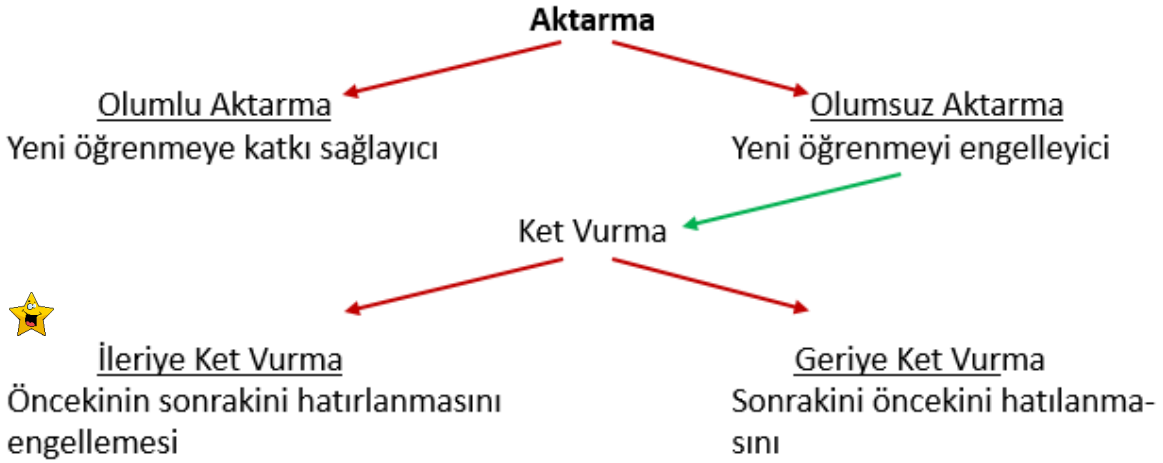 Aktarma
Olumlu Aktarma
Yeni öğrenmeye katkı sağlayıcı
Olumsuz Aktarma
Yeni öğrenmeyi engelleyici
Ket Vurma
İleriye Ket Vurma
Öncekinin sonrakini hatırlanmasını
engellemesi
Geriye Ket Vurma
Sonrakini öncekini hatılanma-
sını